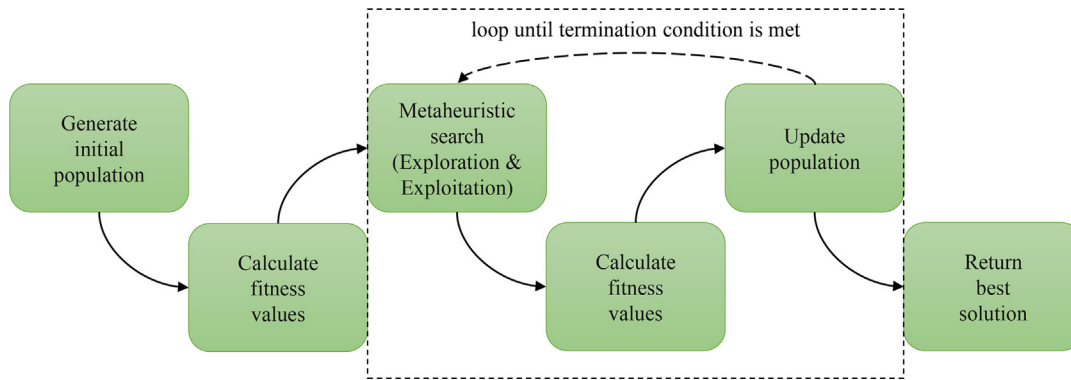 loop until termination condition is met
Generate
initial
population
Calculate
fitness
values
Metaheuristic
search
(Exploration &
Exploitation)
Calculate
fitness
values
Update
population
Return
best
solution